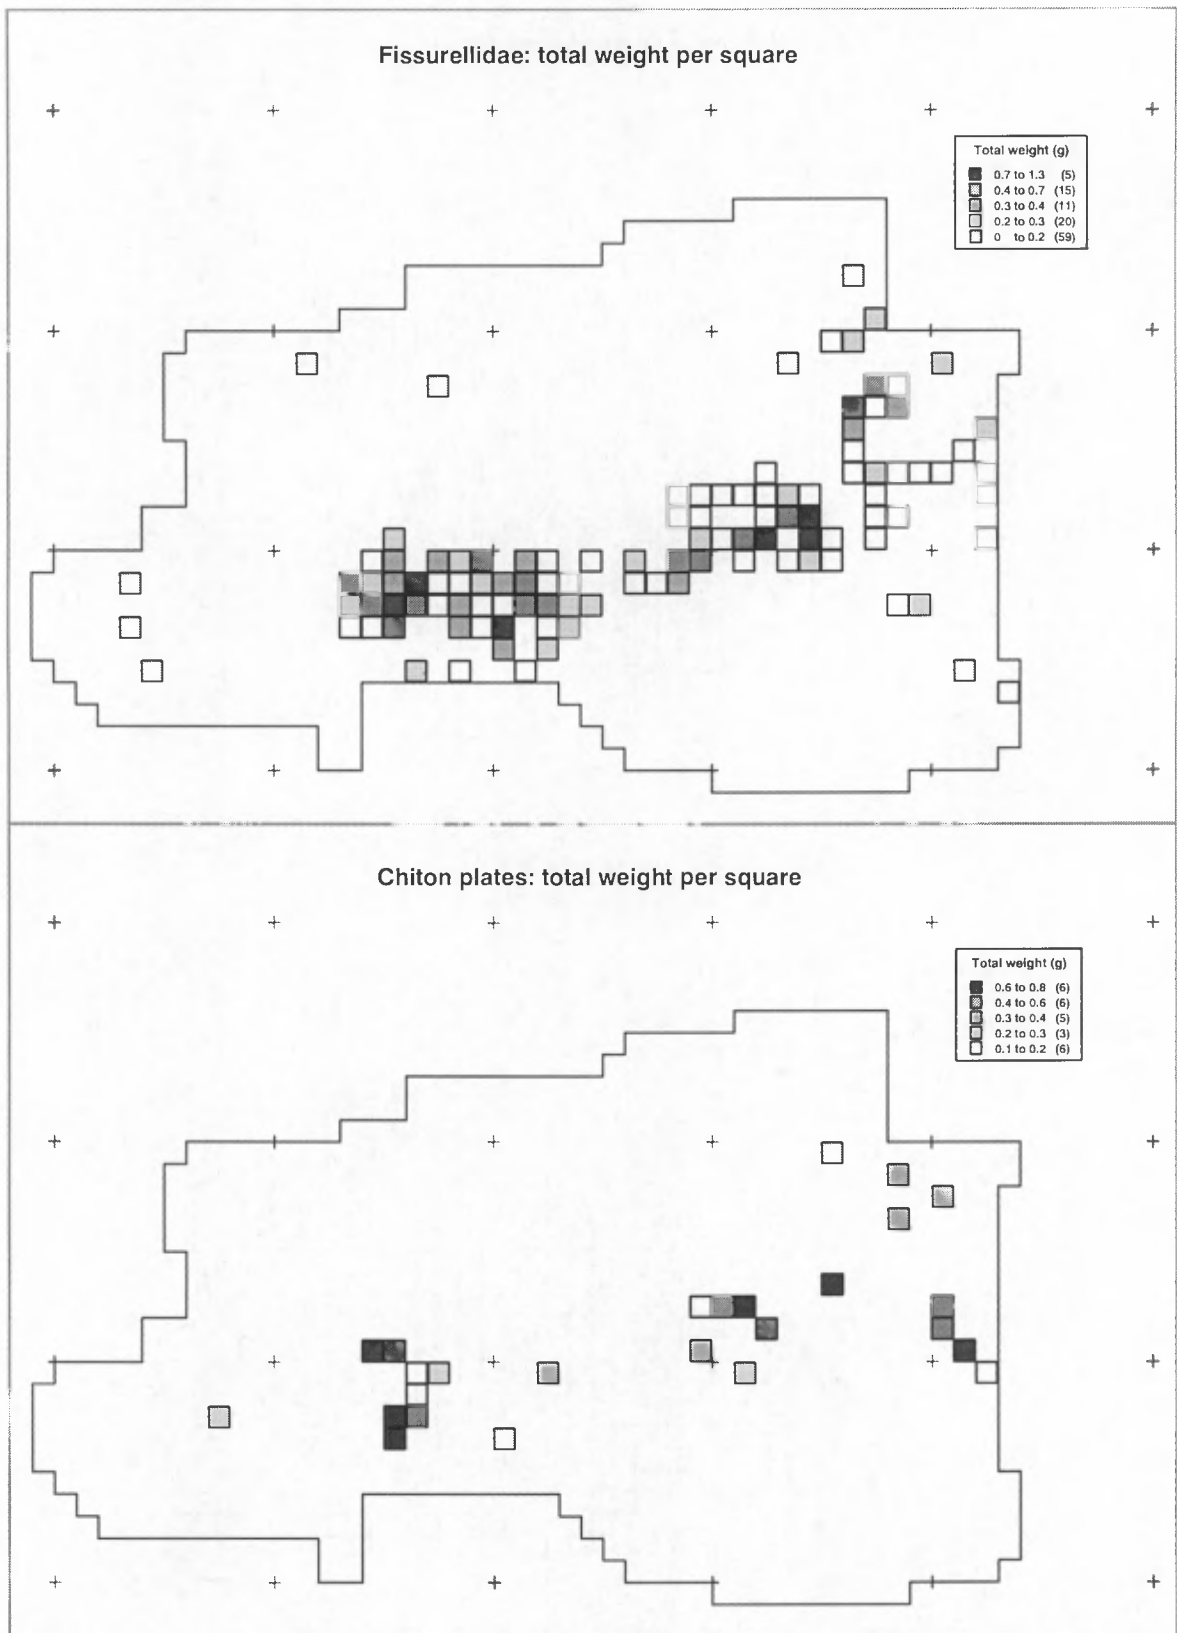 Fissurellidae: total weight per square
Total weight (g)
0.7 to 1.3 (5)
0.4 to 0.7 (15)
0.3 to 0.4 (11)
0.2 to 0.3 (20)
0 to 0.2 (59)
Chiton plates: total weight per square
Total weight (g)
0.6 to 0.8 (6)
0.4 to 0.6 (6)
0.3 to 0.4 (5)
0.2 to 0.3 (3)
0.1 to 0.2 (6)